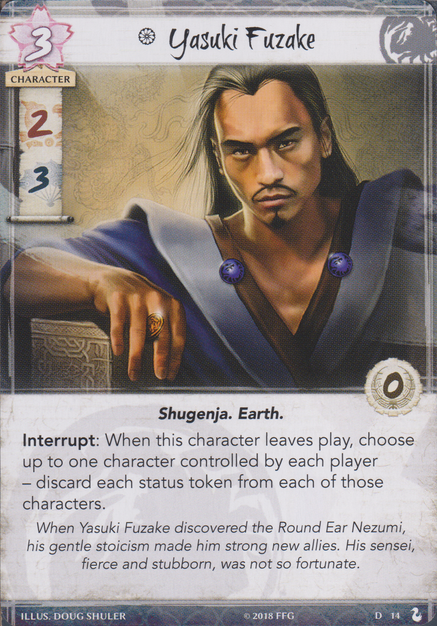 3
Yasuki Fuzake
CHARACTER
2
3
0
Shugenja. Earth.
Interrupt: When this character leaves play, choose
up to one character controlled by each player
– discard each status token from each of those
characters.
When Yasuki Fuzake discovered the Round Ear Nezumi,
his gentle stoicism made him strong new allies. His sensei,
fierce and stubborn, was not so fortunate.
ILLUS. DOUG SHULER © 2018 FFG D 14